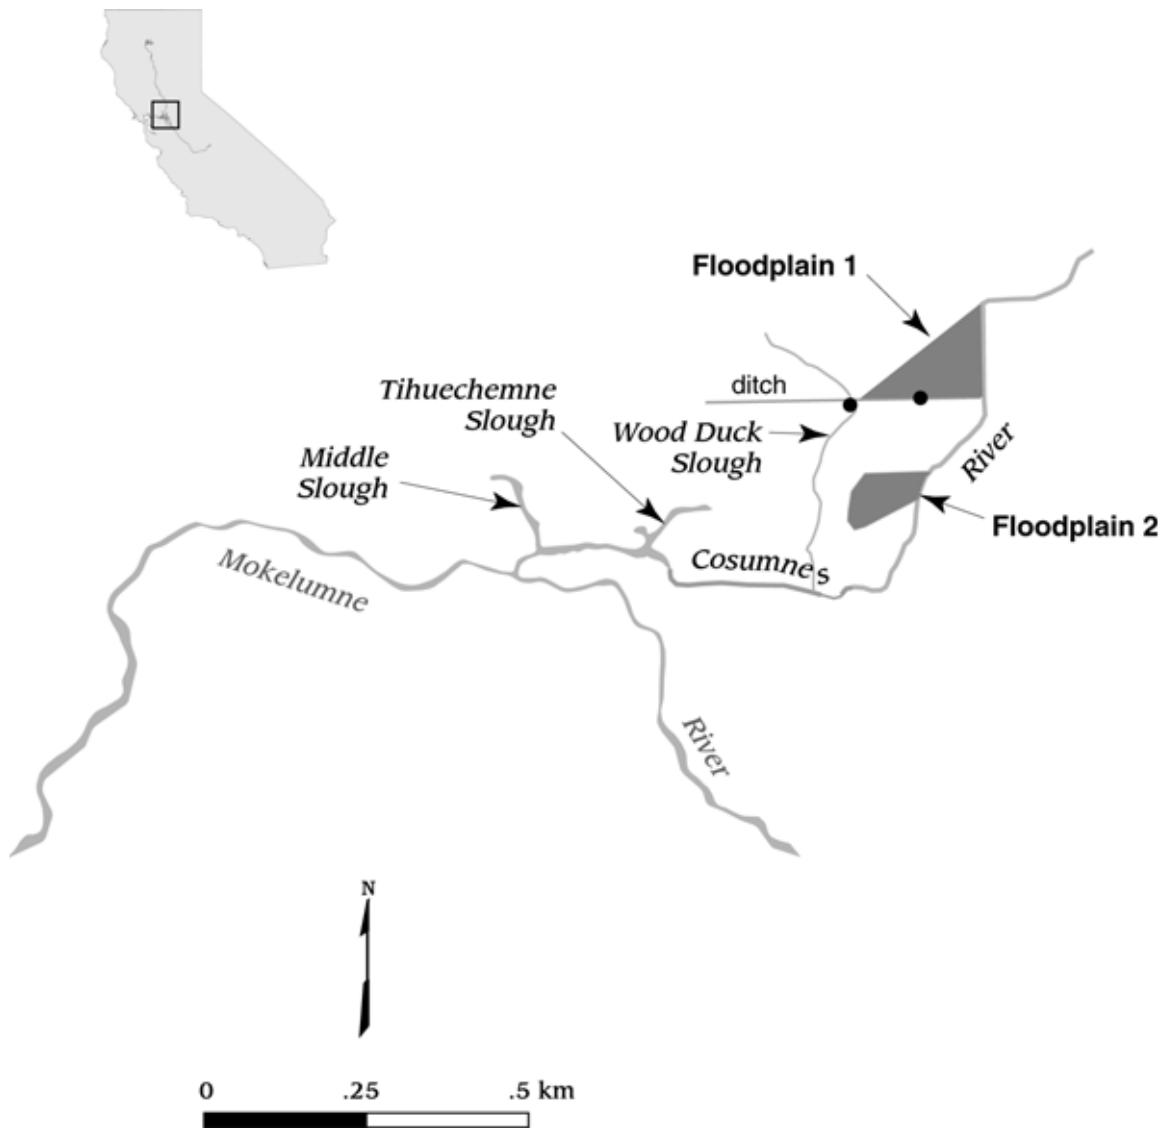 Floodplain 1
ditch
Tihuechemne
Slough
Wood Duck
Slough
River
Middle
Slough
Floodplain 2
Cosumnes
Mokelumne
River
N
0 .25 .5 km